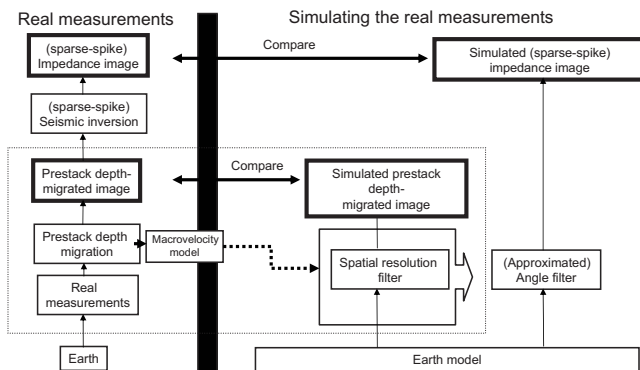 Real measurements
Simulating the real measurements
(sparse-spike)
Impedance image
Compare
Simulated (sparse-spike)
impedance image
(sparse-spike)
Seismic inversion
Prestack depth-
migrated image
Compare
Simulated prestack
depth-
migrated image
Prestack depth
migration
Macrovelocity
model
Spatial resolution
filter
(Approximated)
Angle filter
Real
measurements
Earth
Earth model